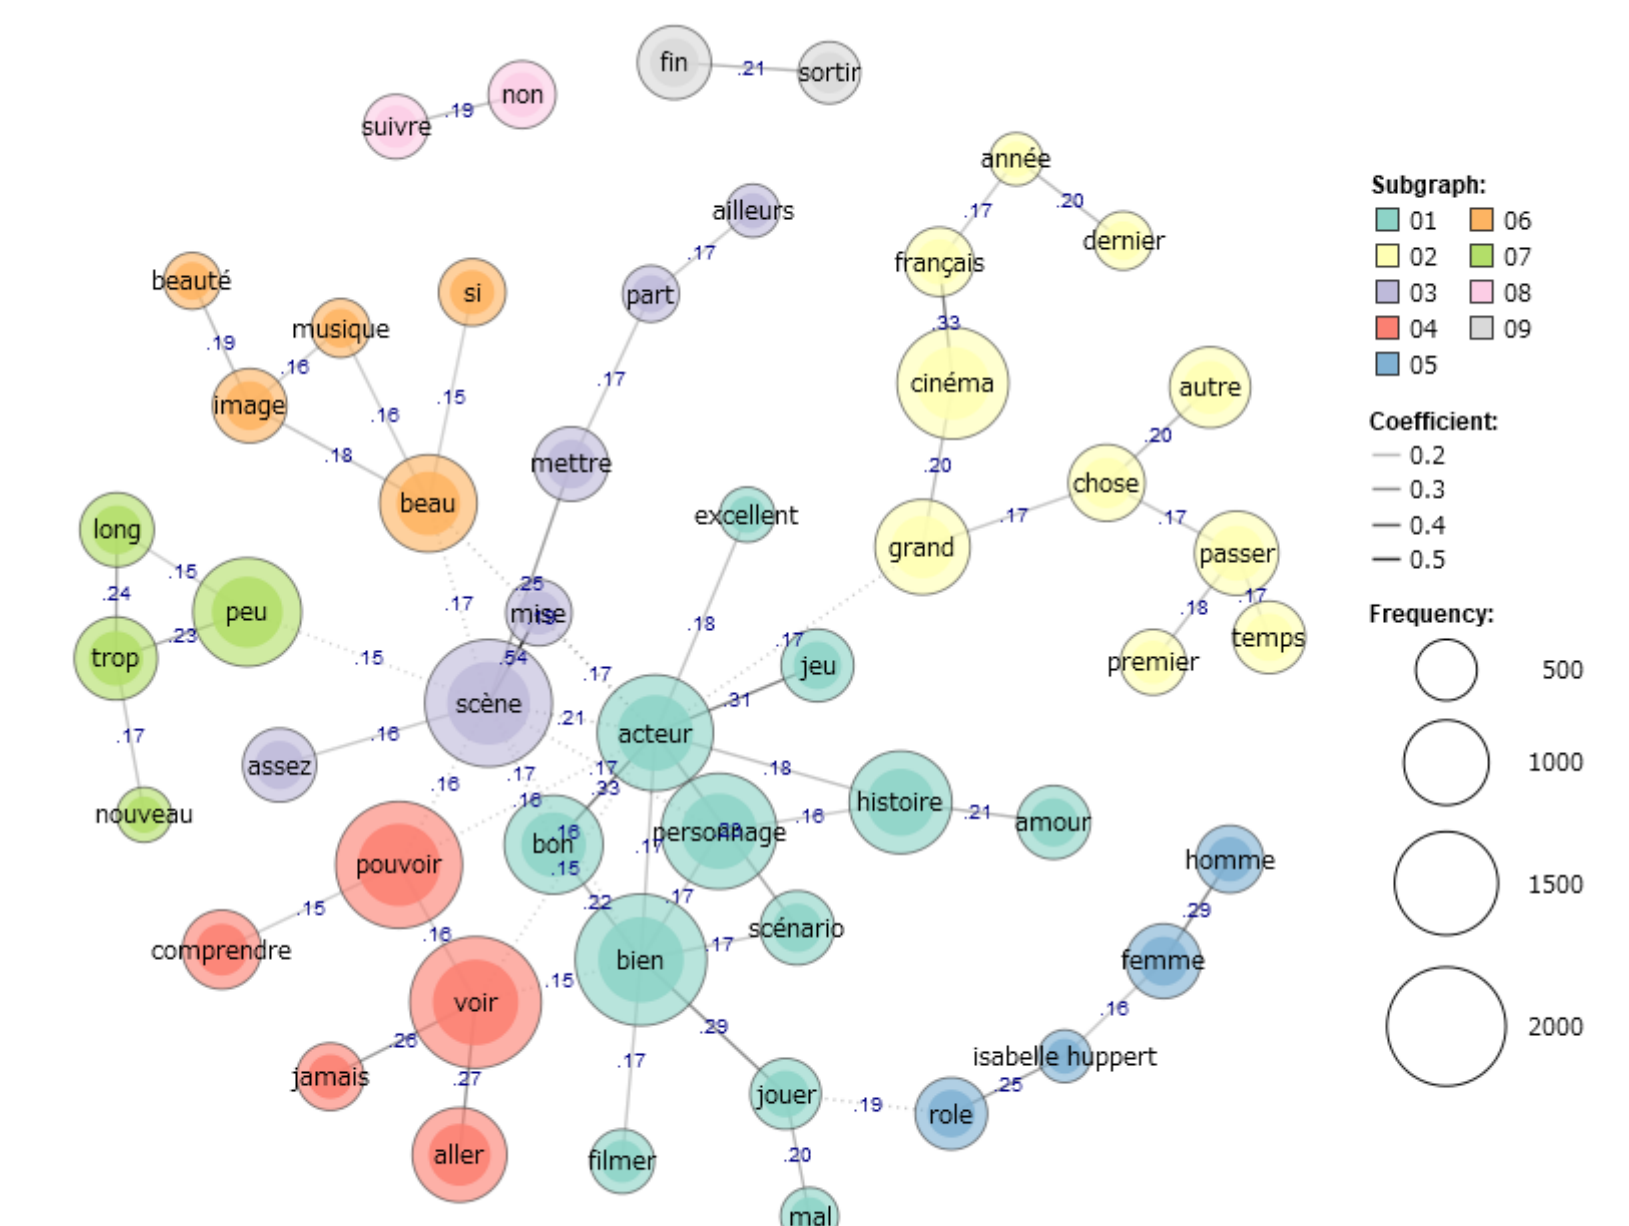 fin
.21
sortir
non
.19
suivre
année
.20
.17
dernier
français
ailleurs
.17
part
beauté
si
musique
.19
.16
image
.33
cinéma
autre
.17
.16
.15
.18
.20
.20
mettre
chose
beau
excellent
.17
.17
long
grand
passer
.15
.25
.24
peu
.17
mise
.18
.17
.23
.18
.17
temps
trop
.15
.54
premier
jeu
.17
.31
scène
.21
acteur
.17
.16
assez
.17
.17
.18
.16
.33
.16
histoire
nouveau
.16
.21
amour
bon
personnage
.16
.17
pouvoir
.15
homme
.17
.15
.22
.29
scénario
.16
.17
comprendre
bien
femme
.15
voir
.16
.29
.26
isabelle huppert
jamais
.17
.27
.25
jouer
.19
role
aller
filmer
.20
mal
Subgraph:
01 06
02 07
03 08
04 09
05
Coefficient:
0.2
0.3
0.4
0.5
Frequency:
500
1000
1500
2000